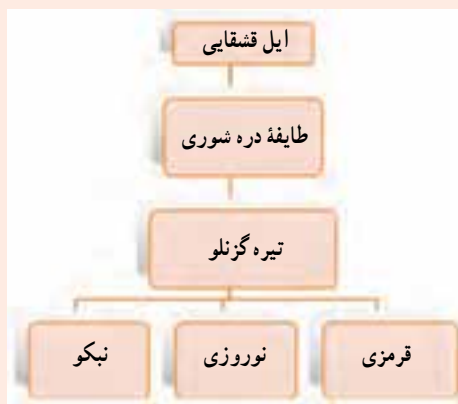 ایل قشقایی
طایفهٔ دره شوری
تیره گزنلو
قرمزی
نوروزی
نبکو